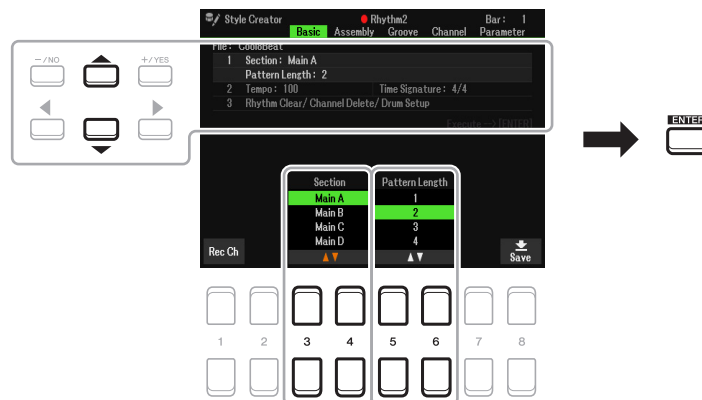 Style Creator Rhythm2 Bar: 1
Basic Assembly Groove Channel Parameter
File: CooloBeat
-/NO +/YES
1 Section: Main A
Pattern Length: 2
2 Tempo: 100 Time Signature: 4/4
3 Rhythm Clear/ Channel Delete/ Drum Setup
Execute --> [ENTER]
ENTER
Section Pattern Length
Main A 1
Main B 2
Main C 3
Main D 4
Rec Ch Save
1 2 3 4 5 6 7 8